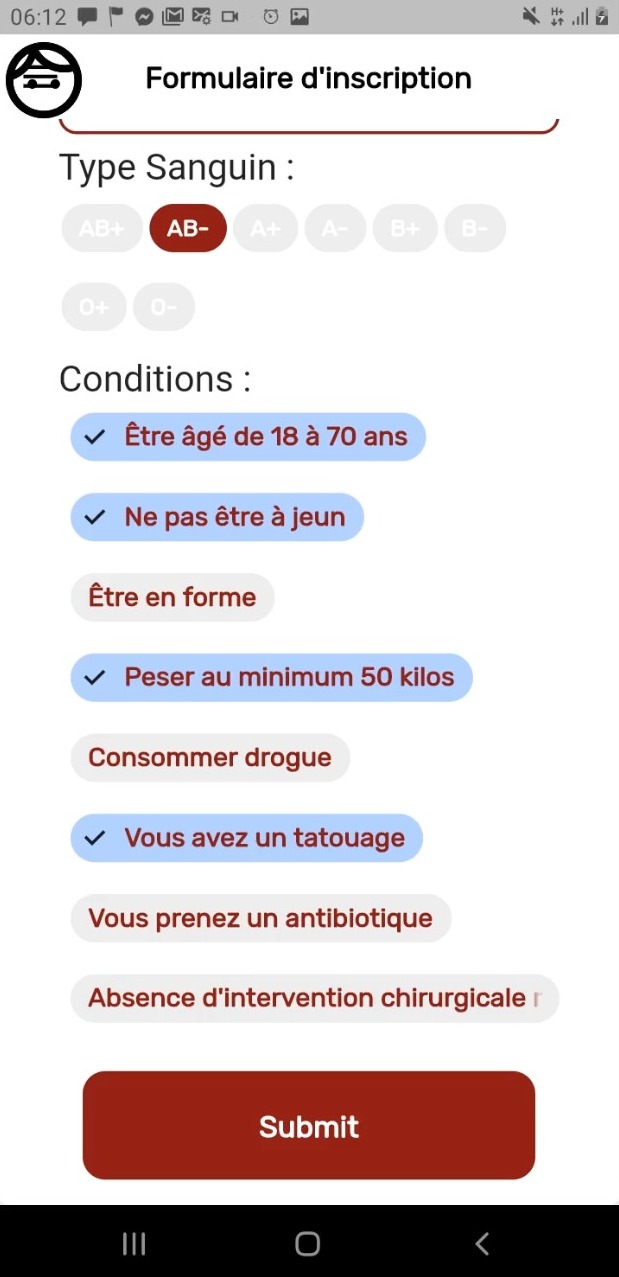 06:12
Formulaire d'inscription
Type Sanguin :
AB+ AB- A+ A- B+ B-
O+ O-
Conditions :
Être âgé de 18 à 70 ans
Ne pas être à jeun
Être en forme
Peser au minimum 50 kilos
Consommer drogue
Vous avez un tatouage
Vous prenez un antibiotique
Absence d'intervention chirurgicale
Submit